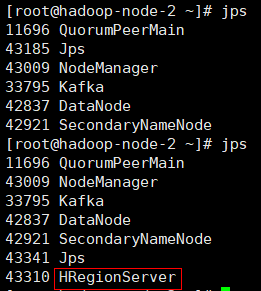 [root@hadoop-node-2 ~]# jps
11696 QuorumPeerMain
43185 Jps
43009 NodeManager
33795 Kafka
42837 DataNode
42921 SecondaryNameNode
[root@hadoop-node-2 ~]# jps
11696 QuorumPeerMain
43009 NodeManager
33795 Kafka
42837 DataNode
42921 SecondaryNameNode
43341 Jps
43310 HRegionServer